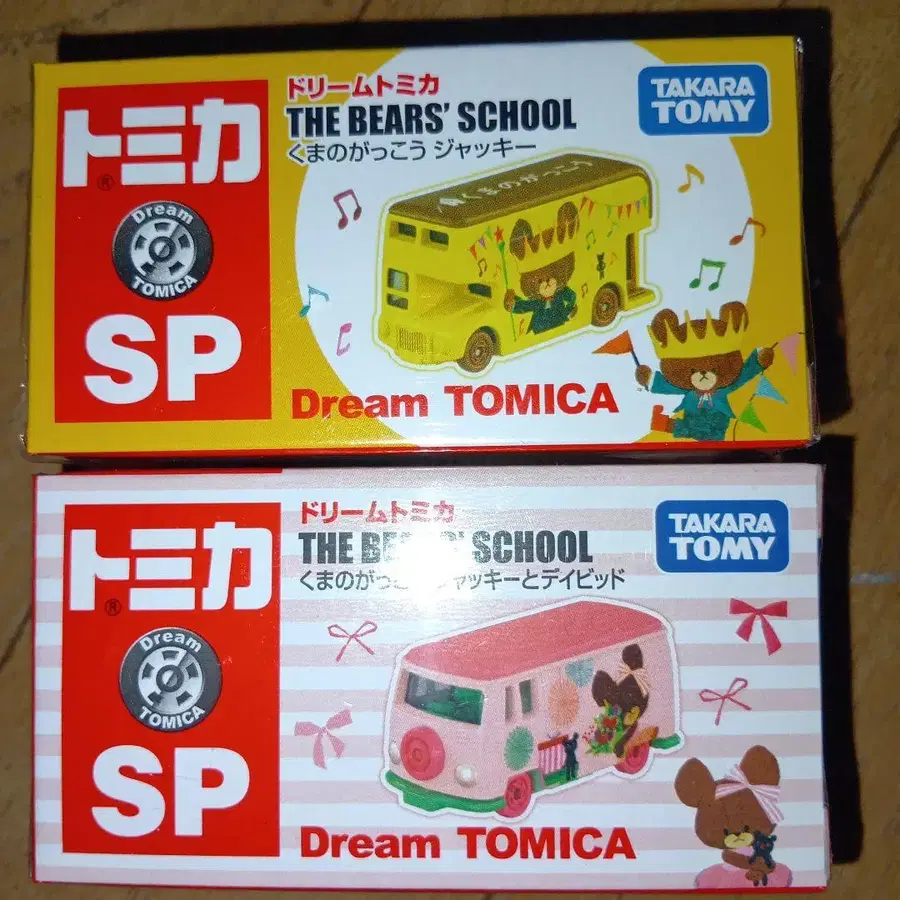 トミカ
®
Dream
TOMICA
SP
ドリームトミカ
THE BEARS' SCHOOL
くまのがっこう ジャッキー
TAKARA
TOMY
くまのがっこう
Dream TOMICA
トミカ
®
Dream
TOMICA
SP
ドリームトミカ
THE BEARS' SCHOOL
くまのがっこう ジャッキーとデイビッド
TAKARA
TOMY
Dream TOMICA